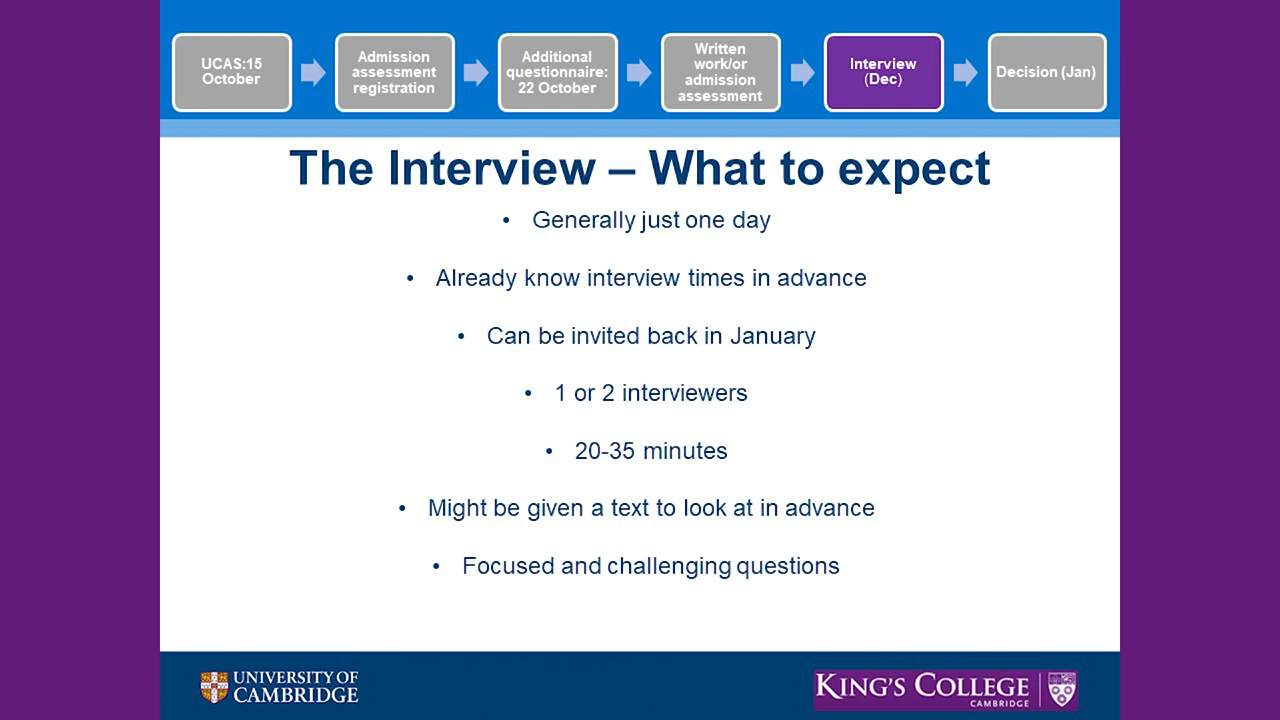 UCAS:15
October
Admission
assessment
registration
Additional
questionnaire:
22 October
Written
work/or
admission
assessment
Interview
(Dec)
Decision (Jan)
The Interview – What to expect
• Generally just one day
• Already know interview times in advance
• Can be invited back in January
• 1 or 2 interviewers
• 20-35 minutes
• Might be given a text to look at in advance
• Focused and challenging questions
UNIVERSITY OF
CAMBRIDGE
KING'S COLLEGE
CAMBRIDGE